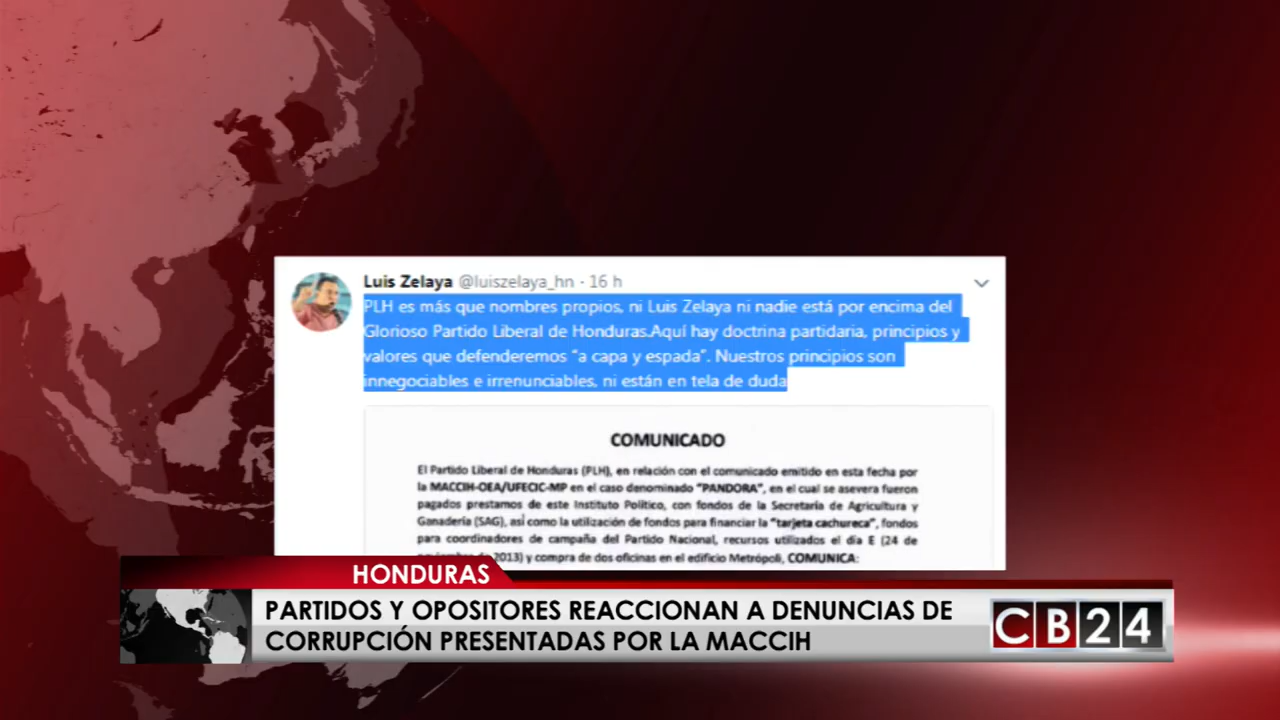 Luis Zelaya @luiszelaya_hn · 16 h
PLH es más que nombres propios, ni Luis Zelaya ni nadie está por encima del
Glorioso Partido Liberal de Honduras.Aquí hay doctrina partidaria, principios y
valores que defenderemos "a capa y espada". Nuestros principios son
innegociables e irrenunciables, ni están en tela de duda
COMUNICADO
El Partido Liberal de Honduras (PLH), en relación con el comunicado emitido en esta fecha por
la MACCIH-OEA/UFECIC-MP en el caso denominado "PANDORA", en el cual se asevera fueron
pagados prestamos de este Instituto Político, con fondos de la Secretaría de Agricultura y
Ganadería (SAG), así como la utilización de fondos para financiar la "tarjeta cachureca", fondos
para coordinadores de campaña del Partido Nacional, recursos utilizados el día E (24 de
de 2013) y compra de dos oficinas en el edificio Metrópoli, COMUNICA:
HONDURAS
PARTIDOS Y OPOSITORES REACCIONAN A DENUNCIAS DE
CORRUPCIÓN PRESENTADAS POR LA MACCIH
CB24